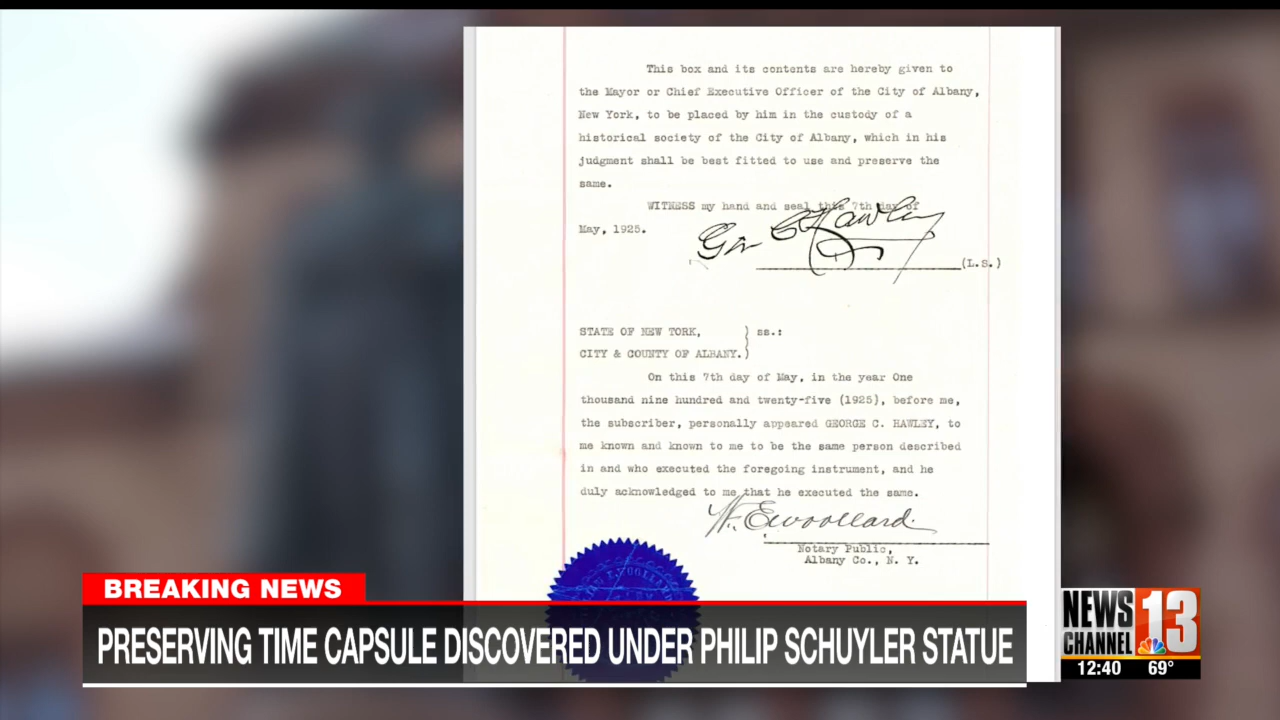 This box and its contents are hereby given to
the Mayor or Chief Executive Officer of the City of Albany,
New York, to be placed by him in the custody of a
historical society of the City of Albany, which in his
judgment shall be best fitted to use and preserve the
same.
WITNESS my hand and seal this 7th day of
May, 1925.
Geo C Hawley
(L.S.)
STATE OF NEW YORK,
ss.:
CITY & COUNTY OF ALBANY.
On this 7th day of May, in the year One
thousand nine hundred and twenty-five (1925), before me,
the subscriber, personally appeared GEORGE C. HAWLEY, to
me known and known to me to be the same person described
in and who executed the foregoing instrument, and he
duly acknowledged to me that he executed the same.
W. E. Woollard.
Notary Public,
Albany Co., N. Y.
BREAKING NEWS
PRESERVING TIME CAPSULE DISCOVERED UNDER PHILIP SCHUYLER STATUE
NEWS
CHANNEL
13
12:40 69°